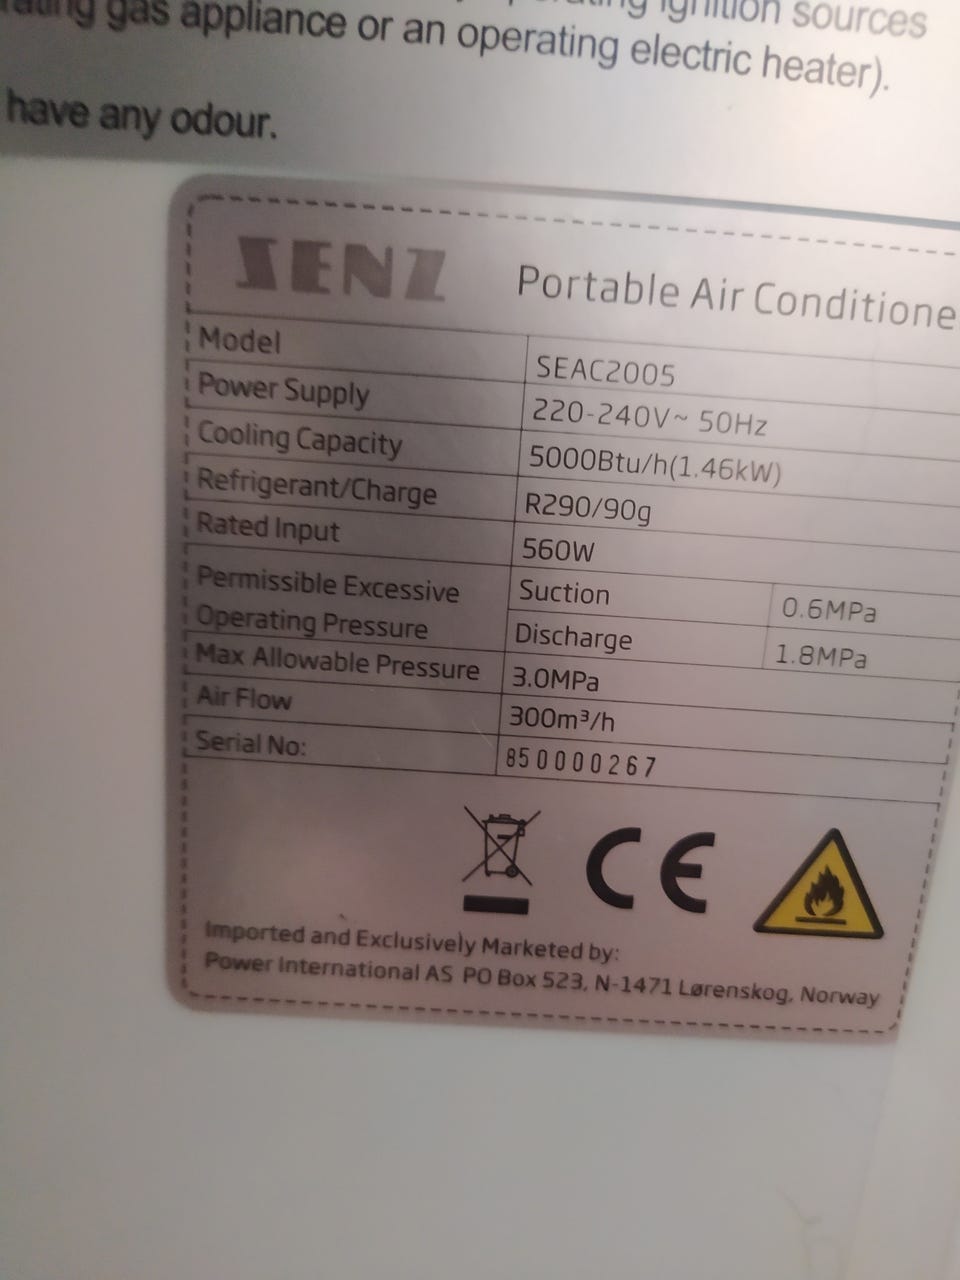 gas appliance or an operating electric heater).
ignition sources
have any odour.
SENZ Portable Air Conditione
Model SEAC2005
Power Supply 220-240V~ 50Hz
Cooling Capacity 5000Btu/h(1.46kW)
Refrigerant/Charge R290/90g
Rated Input 560W
Permissible Excessive Operating Pressure Suction 0.6MPa
Discharge 1.8MPa
Max Allowable Pressure 3.0MPa
Air Flow 300m³/h
Serial No: 850000267
CE
Imported and Exclusively Marketed by:
Power International AS PO Box 523, N-1471 Lørenskog, Norway